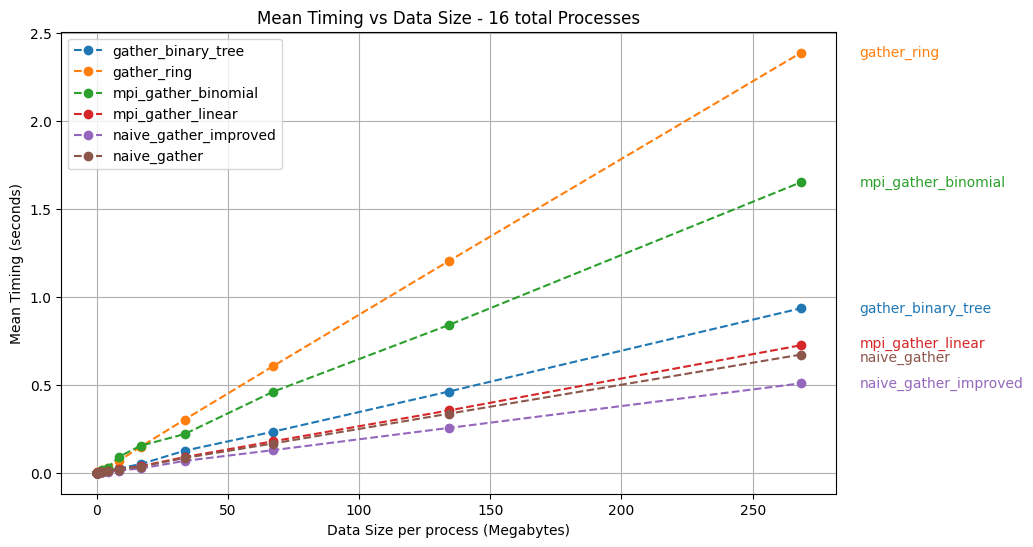 Mean Timing vs Data Size - 16 total Processes
gather_binary_tree
gather_ring
mpi_gather_binomial
mpi_gather_linear
naive_gather_improved
naive_gather
2.5
2.0
1.5
1.0
0.5
0.0
Mean Timing (seconds)
0
50
100
150
200
250
Data Size per process (Megabytes)
gather_ring
mpi_gather_binomial
gather_binary_tree
mpi_gather_linear
naive_gather
naive_gather_improved